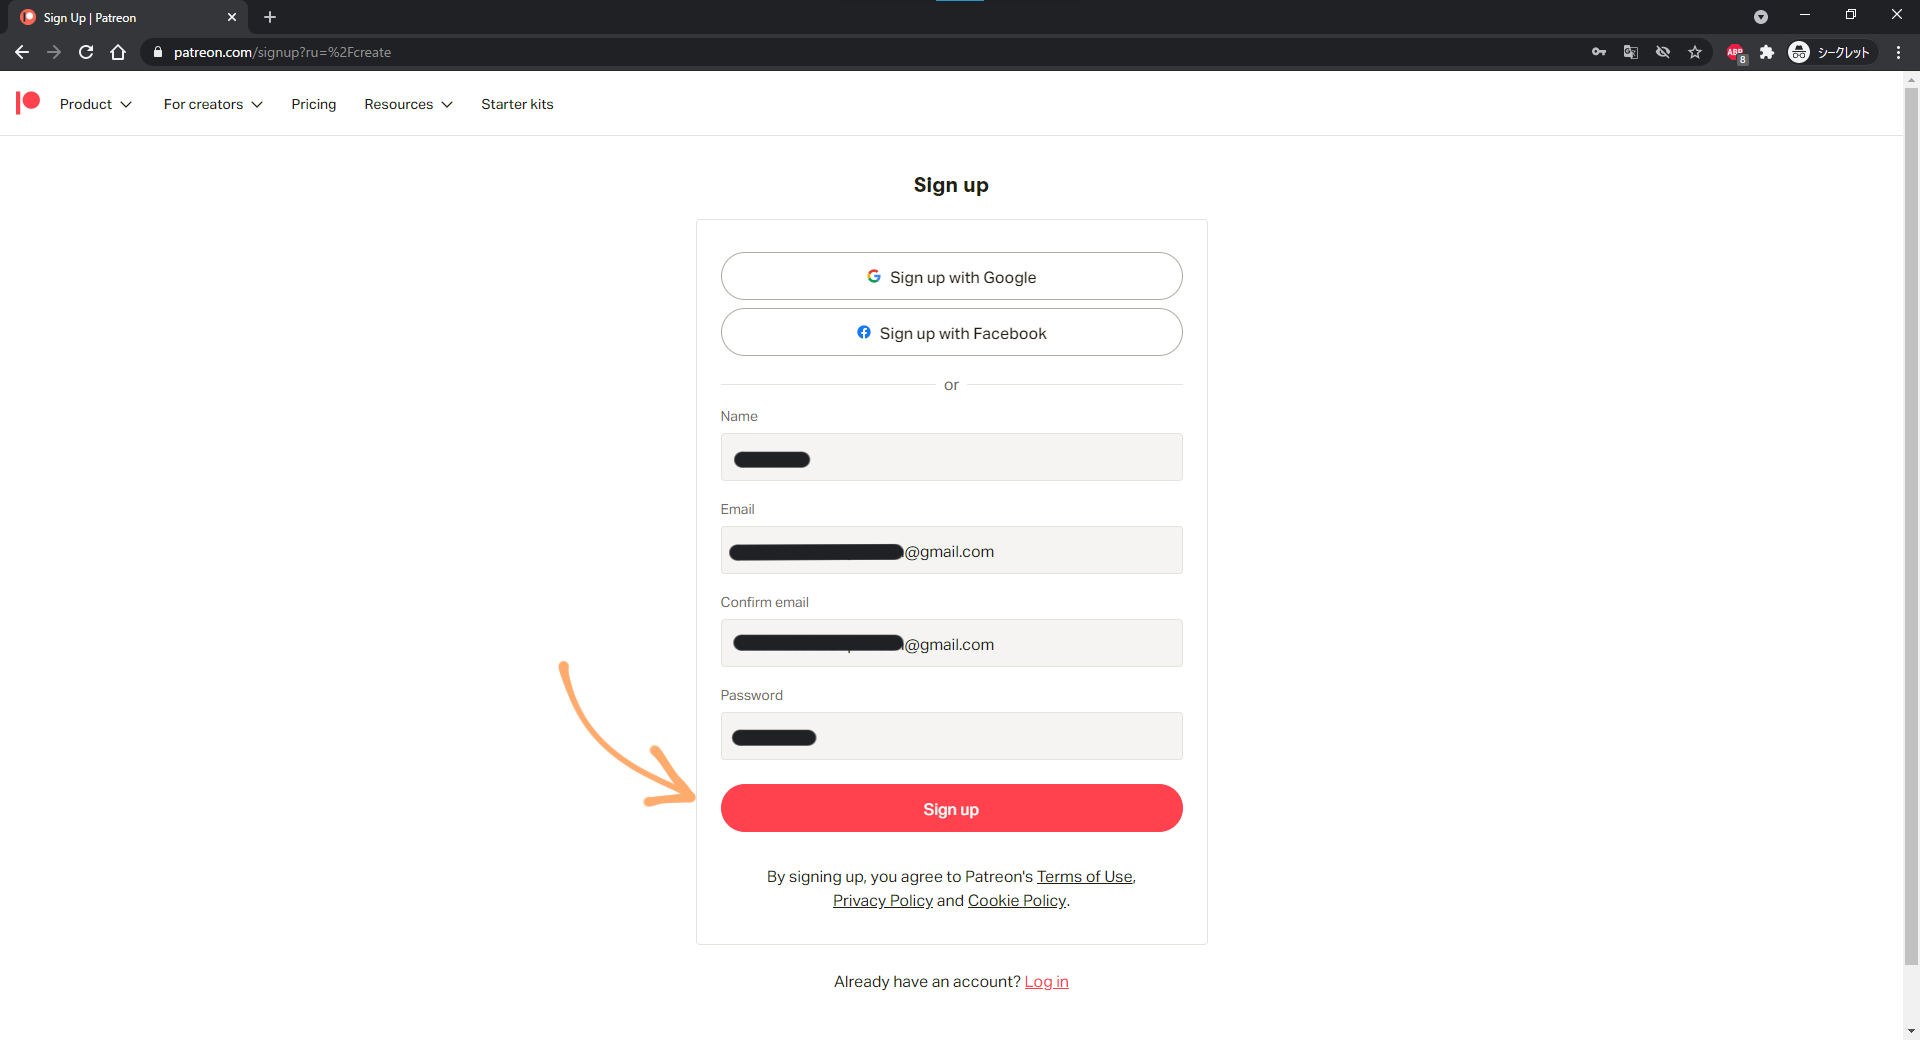 Sign Up | Patreon
patreon.com/signup?ru=%2Fcreate
ABP
8
シークレット
Product
For creators
Pricing
Resources
Starter kits
Sign up
Sign up with Google
Sign up with Facebook
or
Name
Email
@gmail.com
Confirm email
@gmail.com
Password
Sign up
By signing up, you agree to Patreon's Terms of Use,
Privacy Policy and Cookie Policy.
Already have an account? Log in